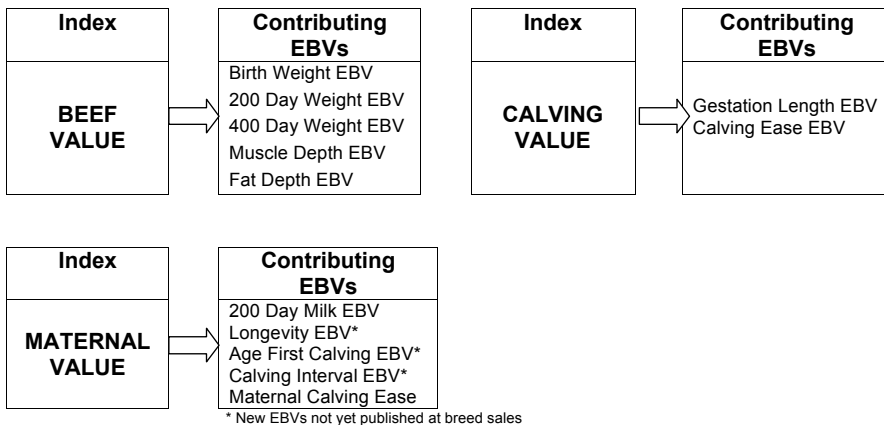 Index
Contributing
EBVs
BEEF
VALUE
Birth Weight EBV
200 Day Weight EBV
400 Day Weight EBV
Muscle Depth EBV
Fat Depth EBV
Index
Contributing
EBVs
CALVING
VALUE
Gestation Length EBV
Calving Ease EBV
Index
Contributing
EBVs
MATERNAL
VALUE
200 Day Milk EBV
Longevity EBV*
Age First Calving EBV*
Calving Interval EBV*
Maternal Calving Ease
* New EBVs not yet published at breed sales